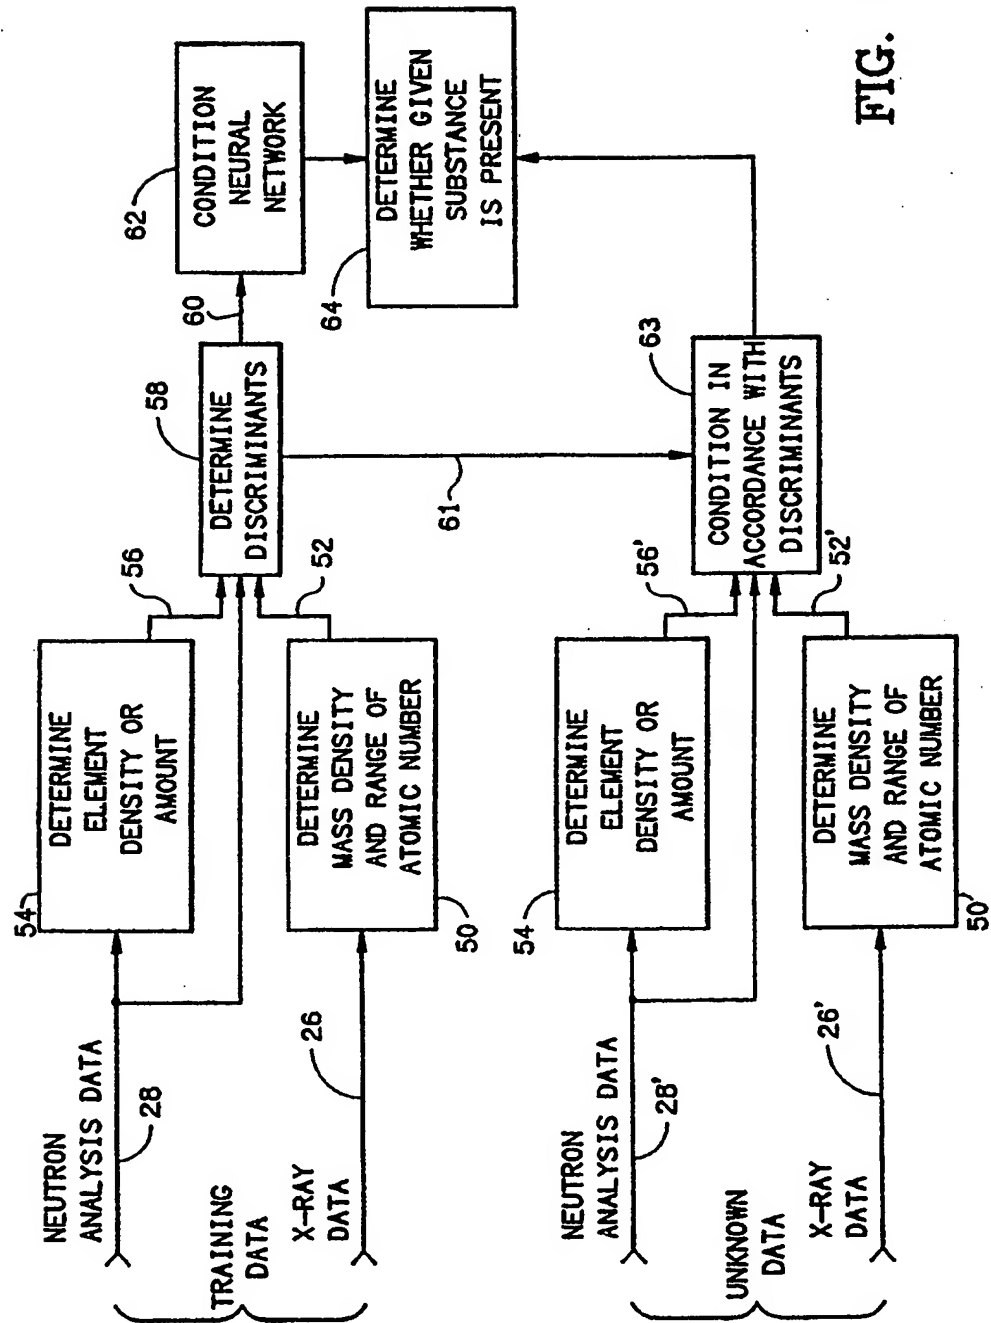 NEUTRON
ANALYSIS DATA
28
TRAINING
DATA
X-RAY
DATA
26
54
DETERMINE
ELEMENT
DENSITY OR
AMOUNT
56
50
DETERMINE
MASS DENSITY
AND RANGE OF
ATOMIC NUMBER
52
58
DETERMINE
DISCRIMINANTS
60
61
62
CONDITION
NEURAL
NETWORK
64
DETERMINE
WHETHER GIVEN
SUBSTANCE
IS PRESENT
NEUTRON
ANALYSIS DATA
28'
UNKNOWN
DATA
X-RAY
DATA
26'
54
DETERMINE
ELEMENT
DENSITY OR
AMOUNT
56'
50'
DETERMINE
MASS DENSITY
AND RANGE OF
ATOMIC NUMBER
52'
63
CONDITION IN
ACCORDANCE WITH
DISCRIMINANTS
FIG.